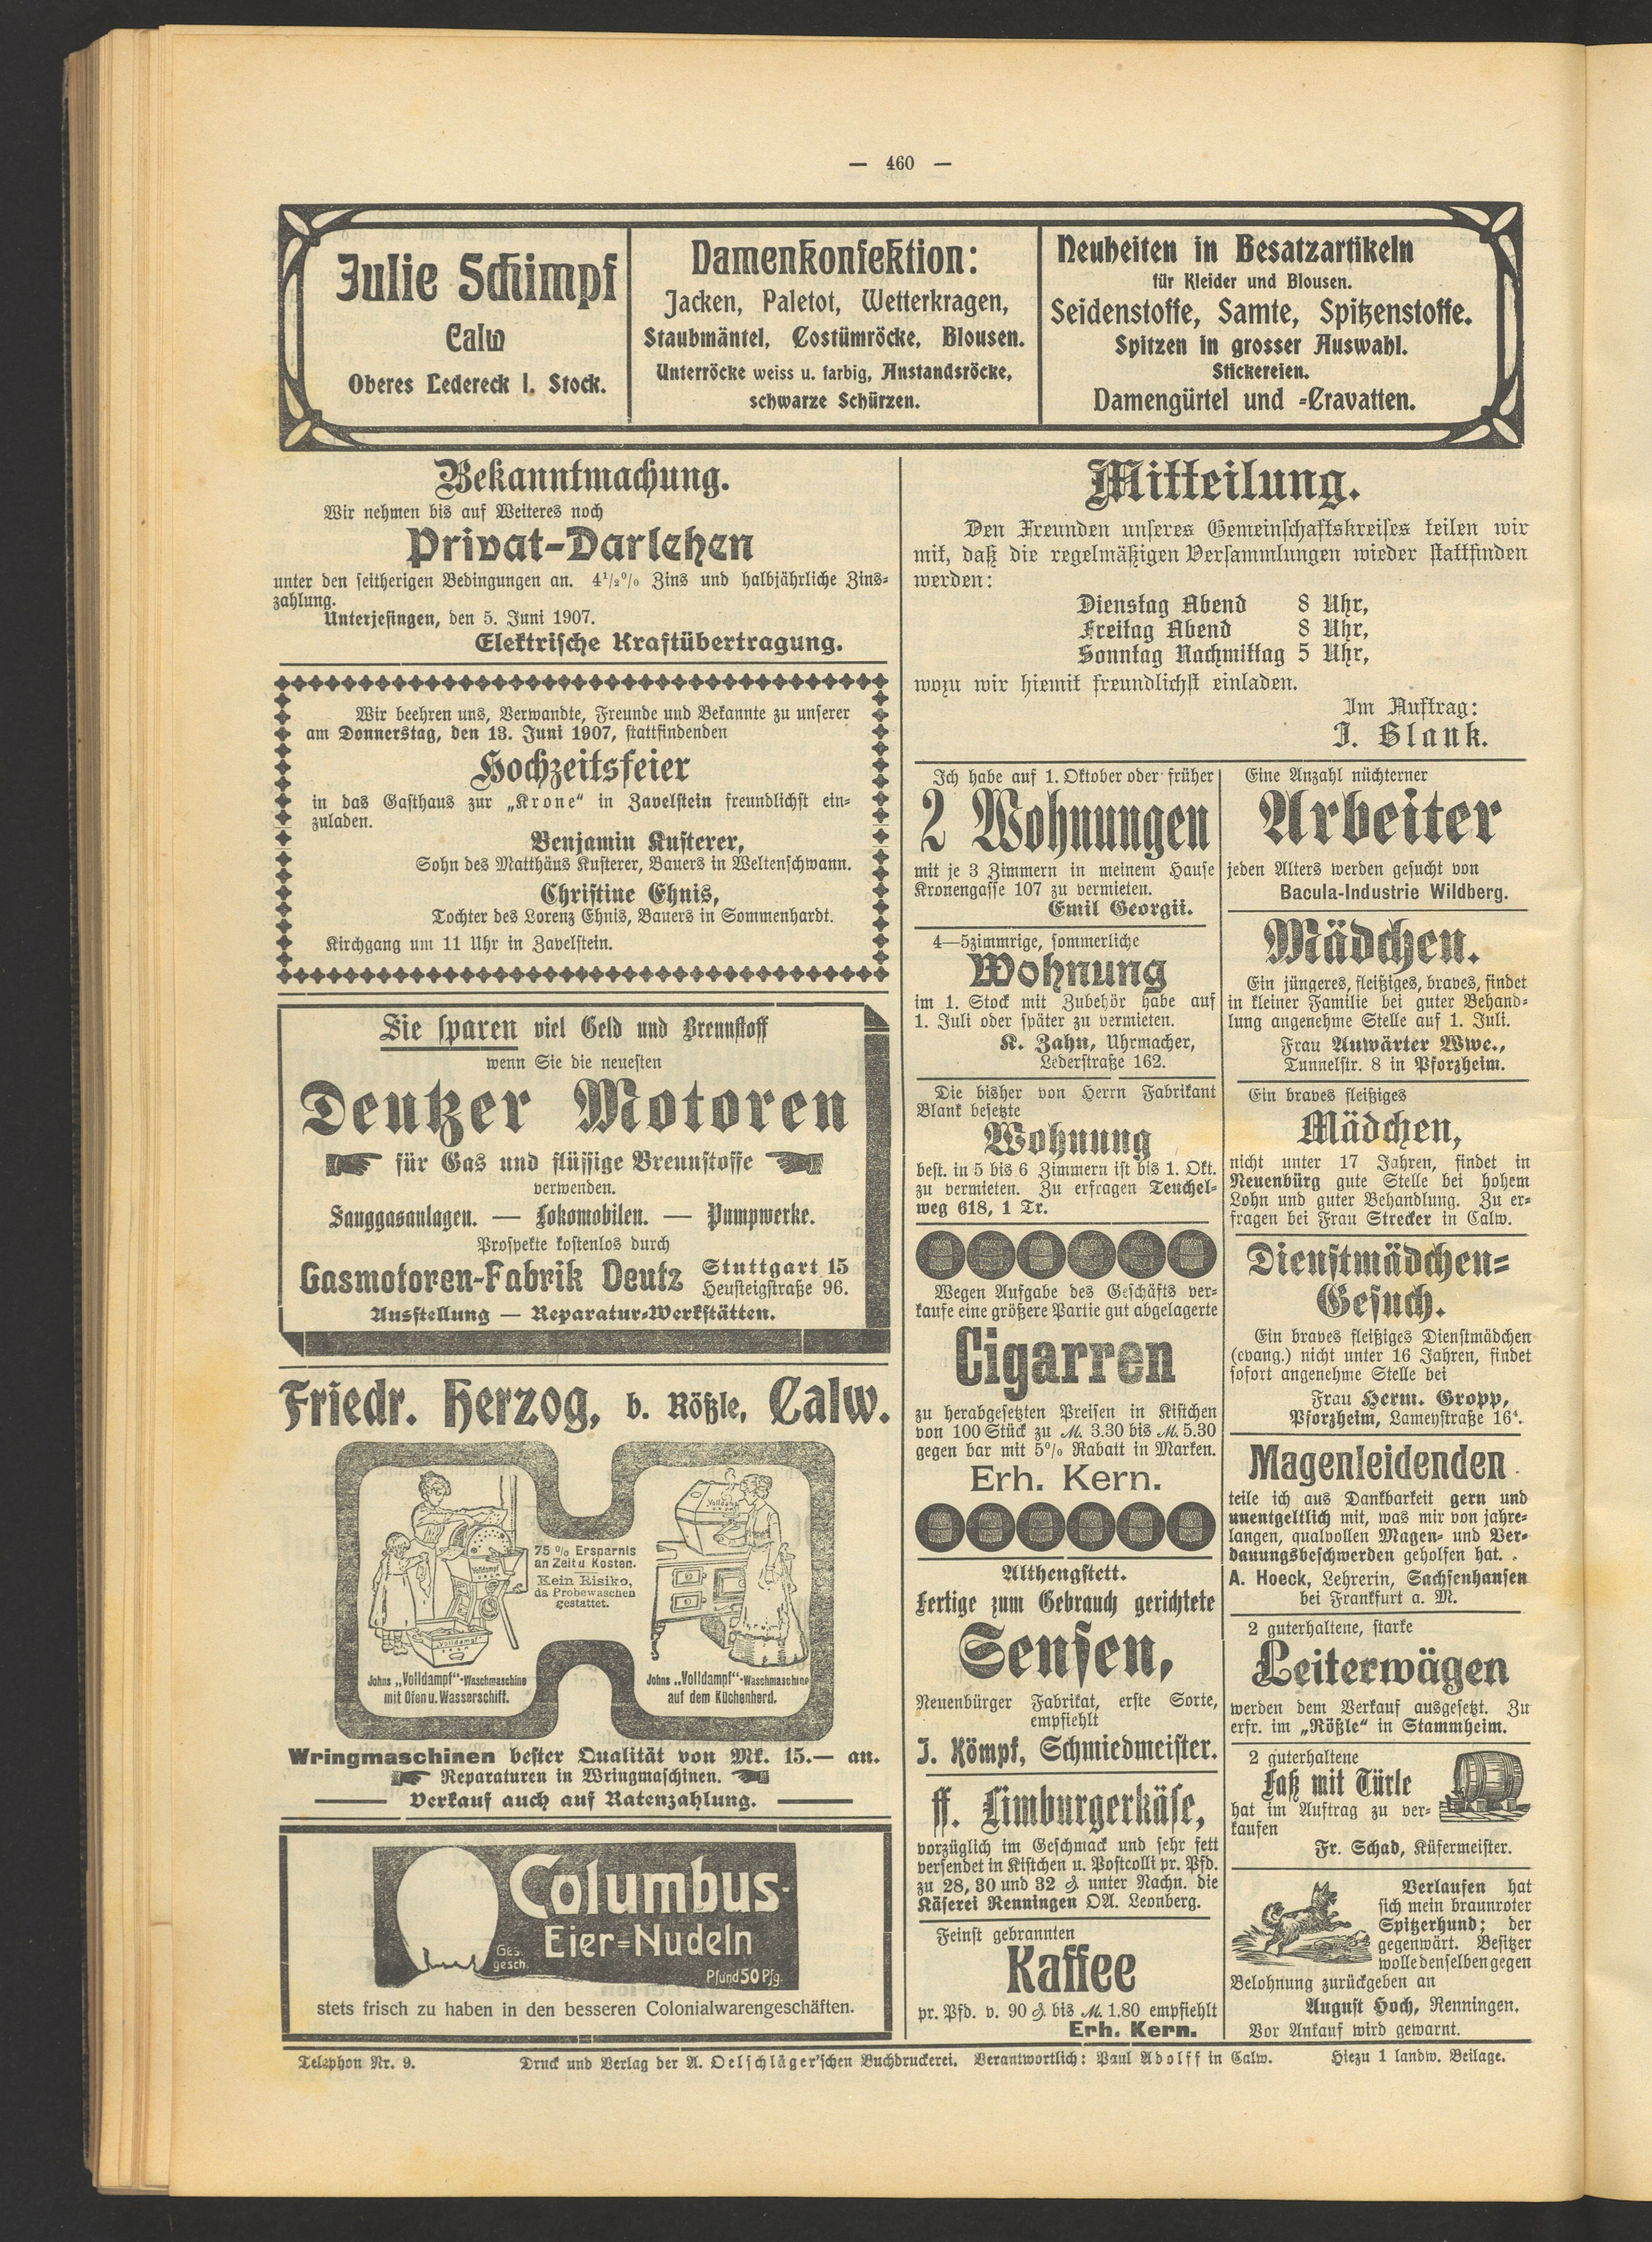 — 460 —
Julie Schimpf
Calw
Oberes Ledereck I. Stock.
Damenkonfektion:
Jacken, Paletot, Wetterkragen,
Staubmäntel, Costümröcke, Blousen.
Unterröcke weiss u. farbig, Anstandsröcke,
schwarze Schürzen.
Neuheiten in Besatzartikeln
für Kleider und Blousen.
Seidenstoffe, Samte, Spitzenstoffe.
Spitzen in grosser Auswahl.
Stickereien.
Damengürtel und -Cravatten.
Bekanntmachung.
Wir nehmen bis auf Weiteres noch
Privat-Darlehen
unter den seitherigen Bedingungen an. 4½% Zins und halbjährliche Zins-
zahlung.
Unterjesingen, den 5. Juni 1907.
Elektrische Kraftübertragung.
Wir beehren uns, Verwandte, Freunde und Bekannte zu unserer
am Donnerstag, den 13. Juni 1907, stattfindenden
Hochzeitsfeier
in das Gasthaus zur „Krone“ in Zavelstein freundlichst ein-
zuladen.
Benjamin Kusterer,
Sohn des Matthäus Kusterer, Bauers in Weltenschwann.
Christine Ehnis,
Tochter des Lorenz Ehnis, Bauers in Sommenhardt.
Kirchgang um 11 Uhr in Zavelstein.
Sie sparen viel Geld und Brennstoff
wenn Sie die neuesten
Deutzer Motoren
für Gas und flüssige Brennstoffe
verwenden.
Sauggasanlagen. — Lokomobilen. — Pumpwerke.
Prospekte kostenlos durch
Gasmotoren-Fabrik Deutz Stuttgart 15
Heusteigstraße 96.
Ausstellung — Reparatur-Werkstätten.
Friedr. Herzog, b. Rößle, Calw.
Volldampf
75 % Ersparnis
an Zeit u Kosten.
Kein Risiko,
da Probewaschen
gestattet.
Volldampf
Johns „Volldampf“-Waschmaschine
mit Ofen u. Wasserschiff.
Volldampf
Johns „Volldampf“-Waschmaschine
auf dem Küchenherd.
Wringmaschinen bester Qualität von Mk. 15.— an.
Reparaturen in Wringmaschinen.
Verkauf auch auf Ratenzahlung.
Columbus-
Eier=Nudeln
Ges.
gesch.
Pfund 50 Pfg.
stets frisch zu haben in den besseren Colonialwarengeschäften.
Mitteilung.
Den Freunden unseres Gemeinschaftskreises teilen wir
mit, daß die regelmäßigen Versammlungen wieder stattfinden
werden:
Dienstag Abend 8 Uhr,
Freitag Abend 8 Uhr,
Sonntag Nachmittag 5 Uhr,
wozu wir hiemit freundlichst einladen.
Im Auftrag:
J. Blank.
Ich habe auf 1. Oktober oder früher
2 Wohnungen
mit je 3 Zimmern in meinem Hause
Kronengasse 107 zu vermieten.
Emil Georgii.
4—5zimmrige, sommerliche
Wohnung
im 1. Stock mit Zubehör habe auf
1. Juli oder später zu vermieten.
K. Zahn, Uhrmacher,
Lederstraße 162.
Die bisher von Herrn Fabrikant
Blank besetzte
Wohnung
best. in 5 bis 6 Zimmern ist bis 1. Okt.
zu vermieten. Zu erfragen Teuchel-
weg 618, 1 Tr.
Wegen Aufgabe des Geschäfts ver-
kaufe eine größere Partie gut abgelagerte
Cigarren
zu herabgesetzten Preisen in Kistchen
von 100 Stück zu M. 3.30 bis M. 5.30
gegen bar mit 5% Rabatt in Marken.
Erh. Kern.
Althengstett.
Fertige zum Gebrauch gerichtete
Sensen,
Neuenbürger Fabrikat, erste Sorte,
empfiehlt
J. Kömpf, Schmiedmeister.
ff. Limburgerkäse,
vorzüglich im Geschmack und sehr fett
versendet in Kistchen u. Postcolli pr. Pfd.
zu 28, 30 und 32 ₰ unter Nachn. die
Käserei Renningen OA. Leonberg.
Feinst gebrannten
Kaffee
pr. Pfd. v. 90 ₰ bis M. 1.80 empfiehlt
Erh. Kern.
Eine Anzahl nüchterner
Arbeiter
jeden Alters werden gesucht von
Bacula-Industrie Wildberg.
Mädchen.
Ein jüngeres, fleißiges, braves, findet
in kleiner Familie bei guter Behand-
lung angenehme Stelle auf 1. Juli.
Frau Anwärter Wwe.,
Tunnelstr. 8 in Pforzheim.
Ein braves fleißiges
Mädchen,
nicht unter 17 Jahren, findet in
Neuenbürg gute Stelle bei hohem
Lohn und guter Behandlung. Zu er-
fragen bei Frau Strecker in Calw.
Dienstmädchen-
Gesuch.
Ein braves fleißiges Dienstmädchen
(evang.) nicht unter 16 Jahren, findet
sofort angenehme Stelle bei
Frau Herm. Gropp,
Pforzheim, Lameystraße 16⁴.
Magenleidenden
teile ich aus Dankbarkeit gern und
unentgeltlich mit, was mir von jahre-
langen, qualvollen Magen- und Ver-
dauungsbeschwerden geholfen hat.
A. Hoeck, Lehrerin, Sachsenhausen
bei Frankfurt a. M.
2 guterhaltene, starke
Leiterwägen
werden dem Verkauf ausgesetzt. Zu
erfr. im „Rößle“ in Stammheim.
2 guterhaltene
Faß mit Türle
hat im Auftrag zu ver-
kaufen
Fr. Schad, Küfermeister.
Verlaufen hat
sich mein braunroter
Spitzerhund; der
gegenwärt. Besitzer
wolle denselben gegen
Belohnung zurückgeben an
August Hoch, Renningen.
Vor Ankauf wird gewarnt.
Telephon Nr. 9. Druck und Verlag der A. Oelschläger'schen Buchdruckerei. Verantwortlich: Paul Adolff in Calw. Hiezu 1 landw. Beilage.